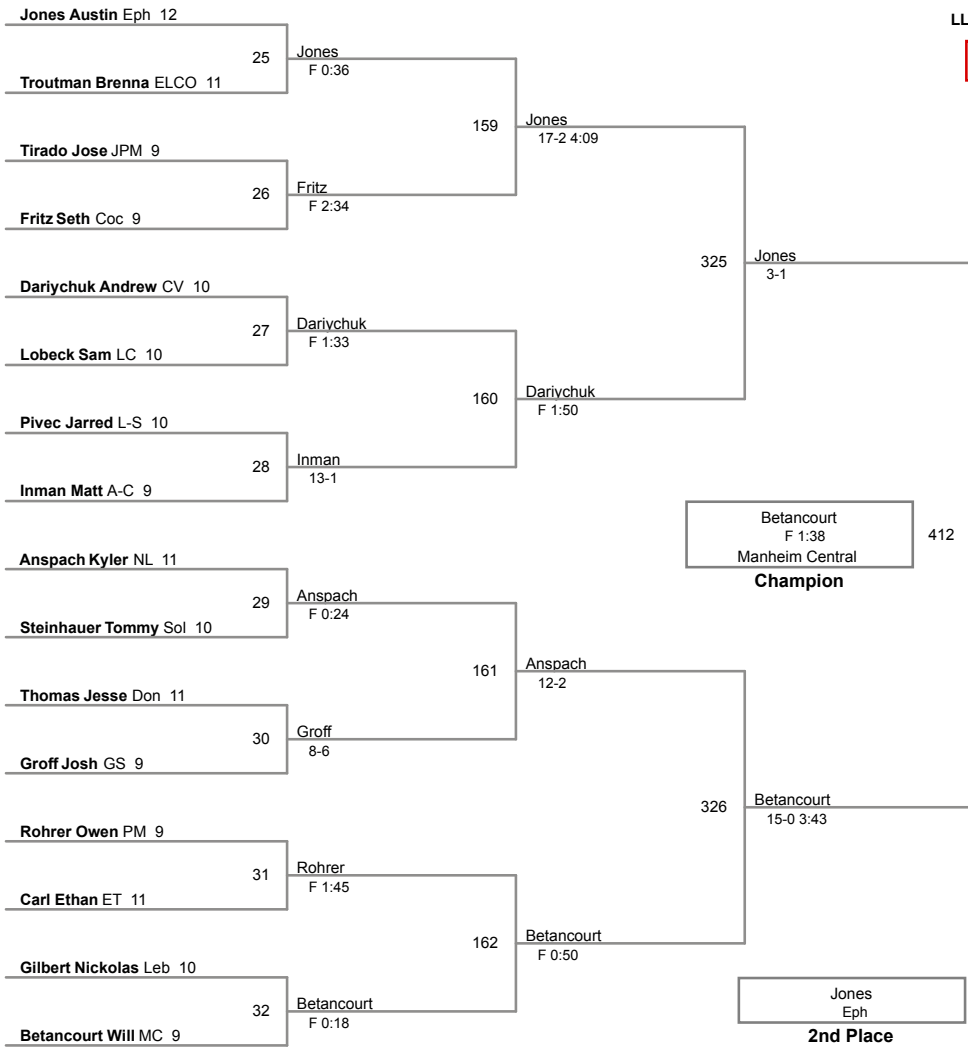 Jones Austin Eph 12
LL
25
Jones
F 0:36
Troutman Brenna ELCO 11
159
Jones
17-2 4:09
Tirado Jose JPM 9
26
Fritz
F 2:34
Fritz Seth Coc 9
325
Jones
3-1
Dariychuk Andrew CV 10
27
Dariychuk
F 1:33
Lobeck Sam LC 10
160
Dariychuk
F 1:50
Pivec Jarred L-S 10
28
Inman
13-1
Inman Matt A-C 9
Betancourt
F 1:38
Manheim Central
412
Champion
Anspach Kyler NL 11
29
Anspach
F 0:24
Steinhauer Tommy Sol 10
161
Anspach
12-2
Thomas Jesse Don 11
30
Groff
8-6
Groff Josh GS 9
326
Betancourt
15-0 3:43
Rohrer Owen PM 9
31
Rohrer
F 1:45
Carl Ethan ET 11
162
Betancourt
F 0:50
Gilbert Nickolas Leb 10
32
Betancourt
F 0:18
Betancourt Will MC 9
Jones
Eph
2nd Place